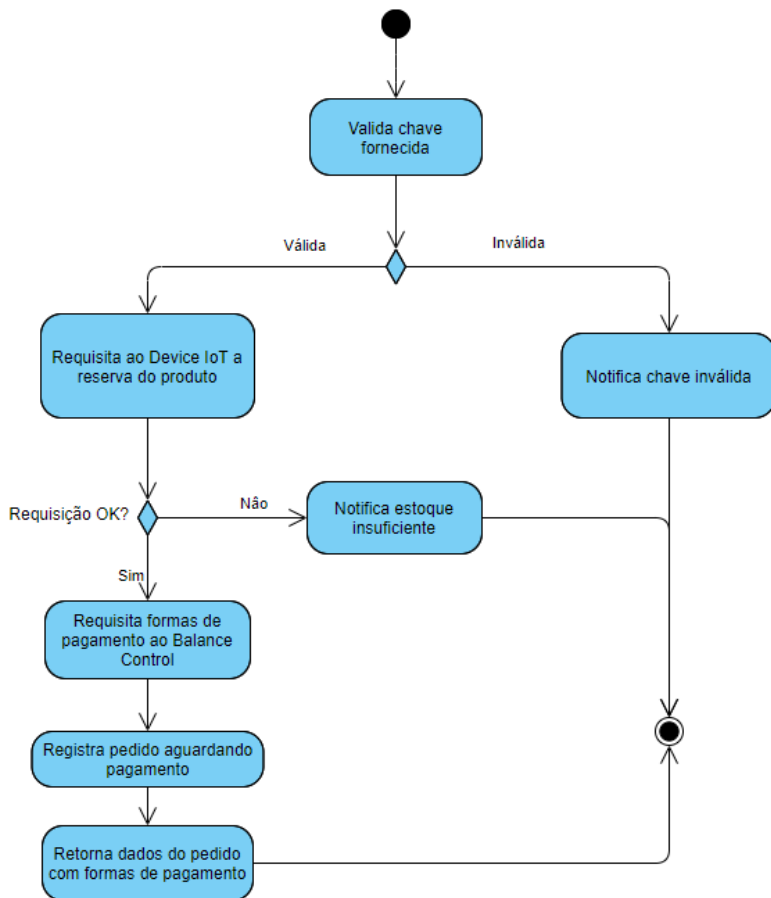 Valida chave
fornecida
Válida
Inválida
Requisita ao Device IoT a
reserva do produto
Notifica chave inválida
Requisição OK?
Nâo
Notifica estoque
insuficiente
Sim
Requisita formas de
pagamento ao Balance
Control
Registra pedido aguardando
pagamento
Retorna dados do pedido
com formas de pagamento